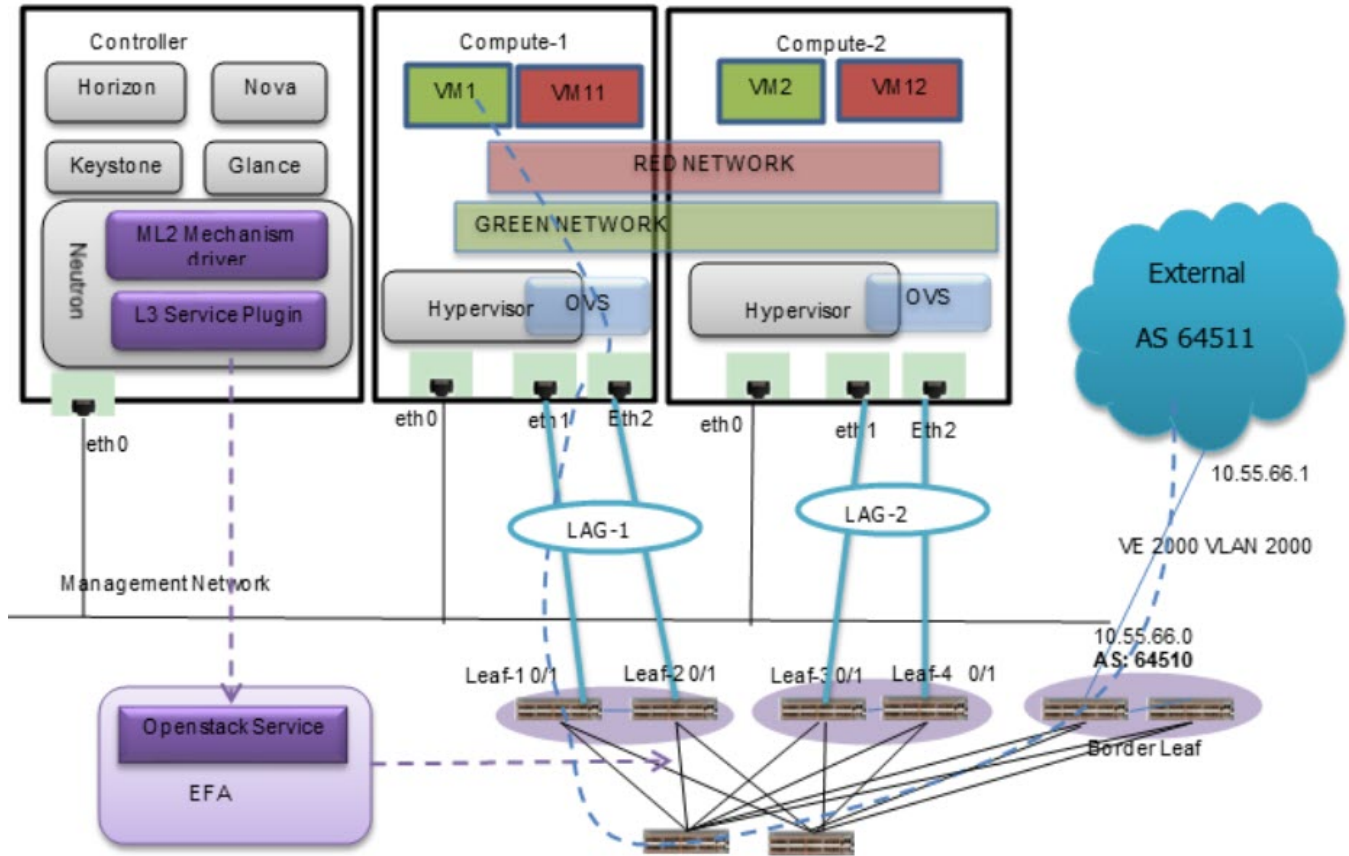 Controller
Horizon
Nova
Keystone
Glance
Neutron
ML2 Mechanism
driver
L3 Service Plugin
eth0
Compute-1
VM1
VM11
Compute-2
VM2
VM12
RED NETWORK
GREEN NETWORK
Hypervisor
OVS
Hypervisor
OVS
eth0
eth1
Eth2
eth0
eth1
Eth2
External
AS 64511
10.55.66.1
LAG-1
LAG-2
VE 2000 VLAN 2000
Management Network
10.55.66.0
AS: 64510
Leaf-1 0/1
Leaf-2 0/1
Leaf-3 0/1
Leaf-4 0/1
Border Leaf
Openstack Service
EFA